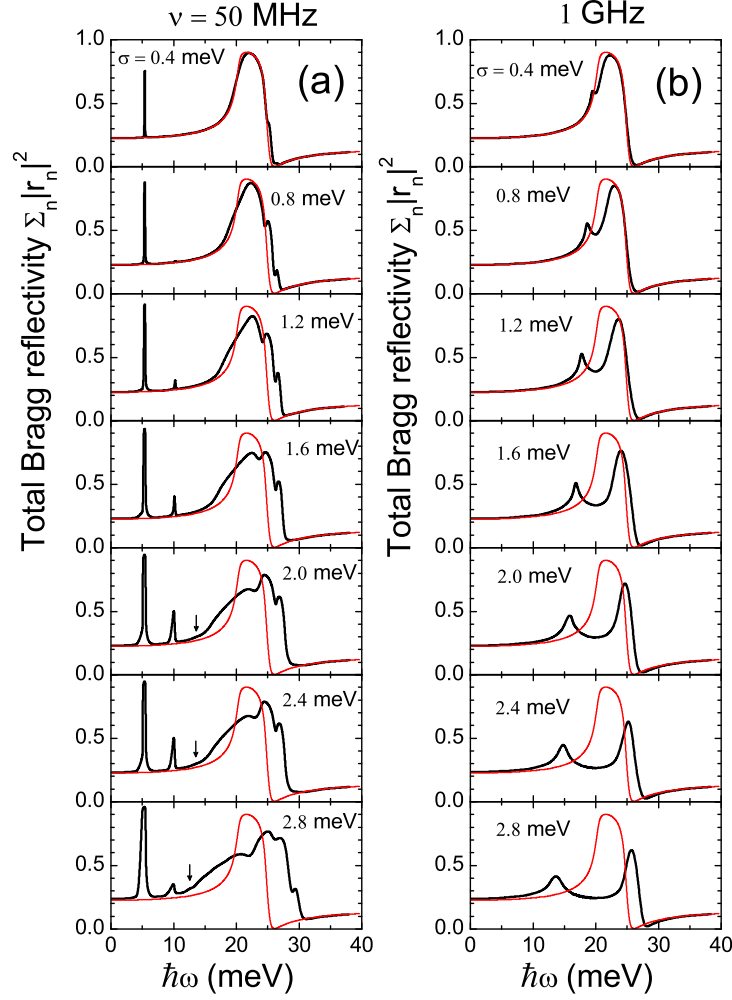 ν = 50 MHz
1 GHz
Total Bragg reflectivity Σn|rn|²
Total Bragg reflectivity Σn|rn|²
1.0
0.5
0.0
σ = 0.4 meV
(a)
1.0
0.5
0.0
σ = 0.4 meV
(b)
0.5
0.0
0.8 meV
0.5
0.0
0.8 meV
0.5
0.0
1.2 meV
0.5
0.0
1.2 meV
0.5
0.0
1.6 meV
0.5
0.0
1.6 meV
0.5
0.0
2.0 meV
0.5
0.0
2.0 meV
0.5
0.0
2.4 meV
0.5
0.0
2.4 meV
0.5
0.0
2.8 meV
0.5
0.0
2.8 meV
0 10 20 30 40
0 10 20 30 40
ħω (meV)
ħω (meV)